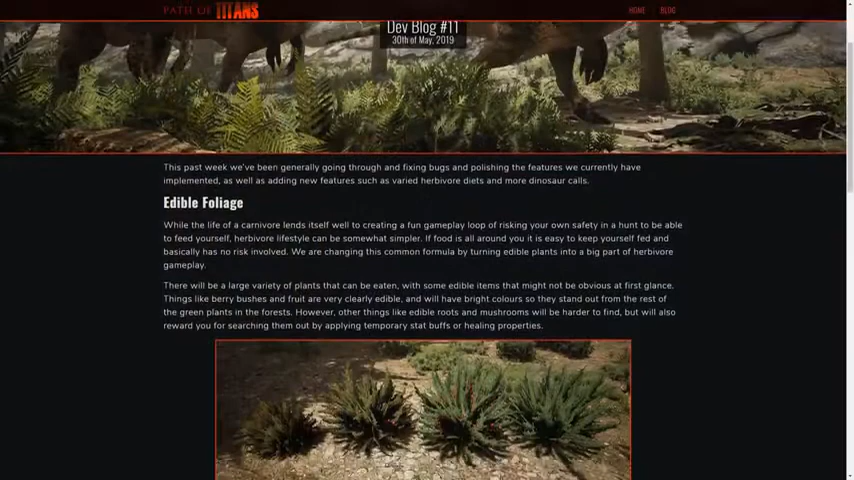 PATH OF TITANS
HOME
BLOG
Dev Blog #11
30th of May, 2019
This past week we've been generally going through and fixing bugs and polishing the features we currently have
implemented, as well as adding new features such as varied herbivore diets and more dinosaur calls.
Edible Foliage
While the life of a carnivore lends itself well to creating a fun gameplay loop of risking your own safety in a hunt to be able
to feed yourself, herbivore lifestyle can be somewhat simpler. If food is all around you it is easy to keep yourself fed and
basically has no risk involved. We are changing this common formula by turning edible plants into a big part of herbivore
gameplay.
There will be a large variety of plants that can be eaten, with some edible items that might not be obvious at first glance.
Things like berry bushes and fruit are very clearly edible, and will have bright colours so they stand out from the rest of
the green plants in the forests. However, other things like edible roots and mushrooms will be harder to find, but will also
reward you for searching them out by applying temporary stat buffs or healing properties.